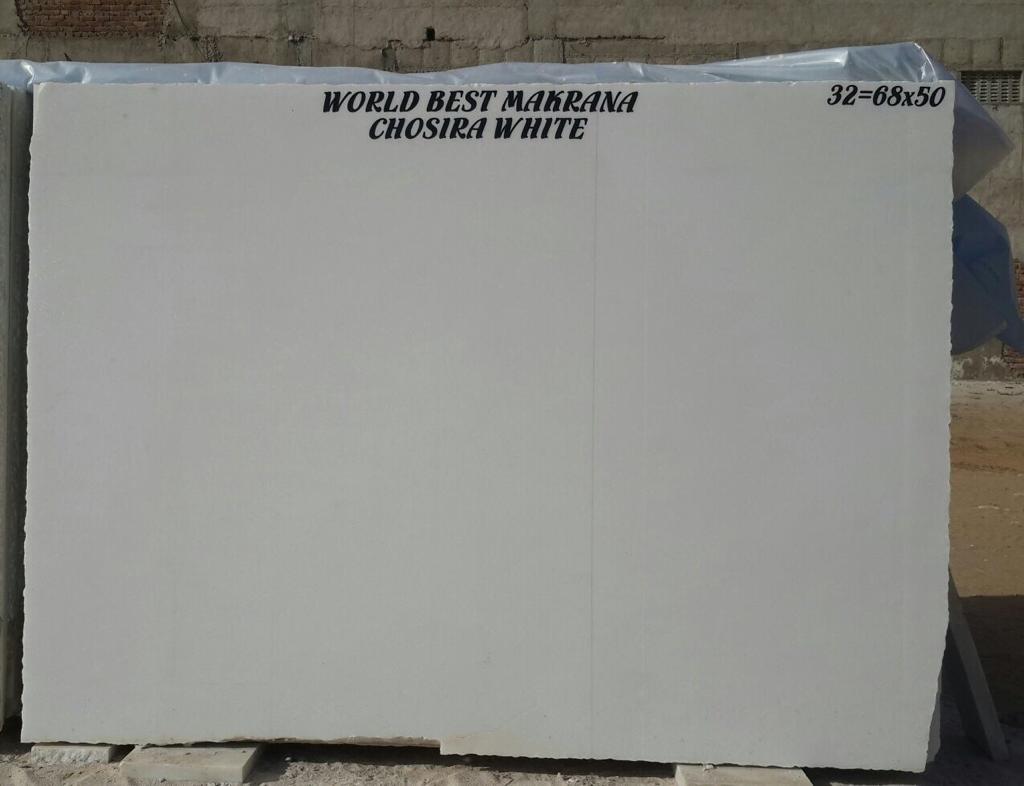 WORLD BEST MAKRANA
CHOSIRA WHITE
32=68x50